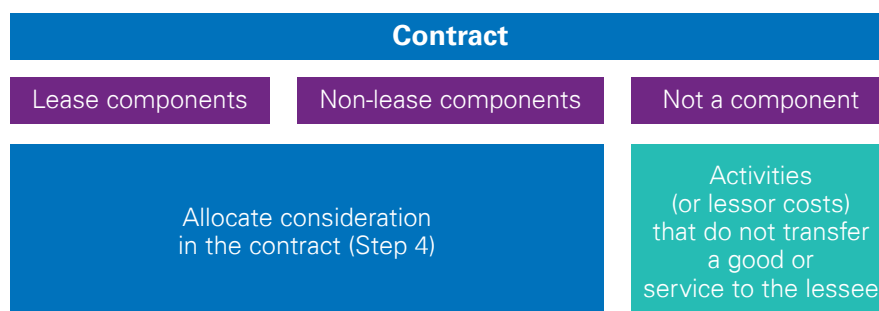 Contract
Lease components
Non-lease components
Not a component
Allocate consideration
in the contract (Step 4)
Activities
(or lessor costs)
that do not transfer
a good or
service to the lessee